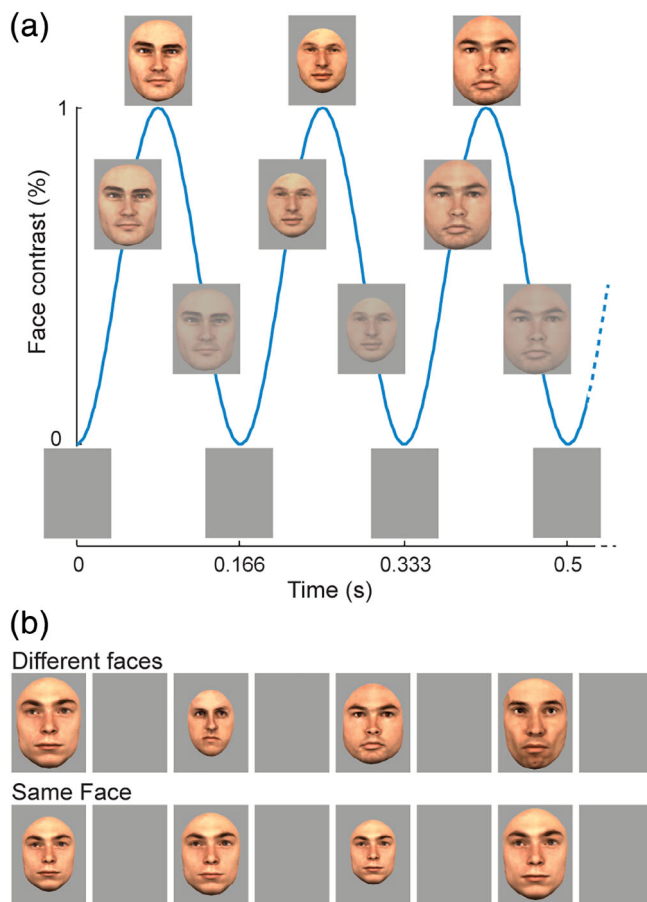 (a)
1
Face contrast (%)
0
0 0.166 0.333 0.5
Time (s)
(b)
Different faces
Same Face